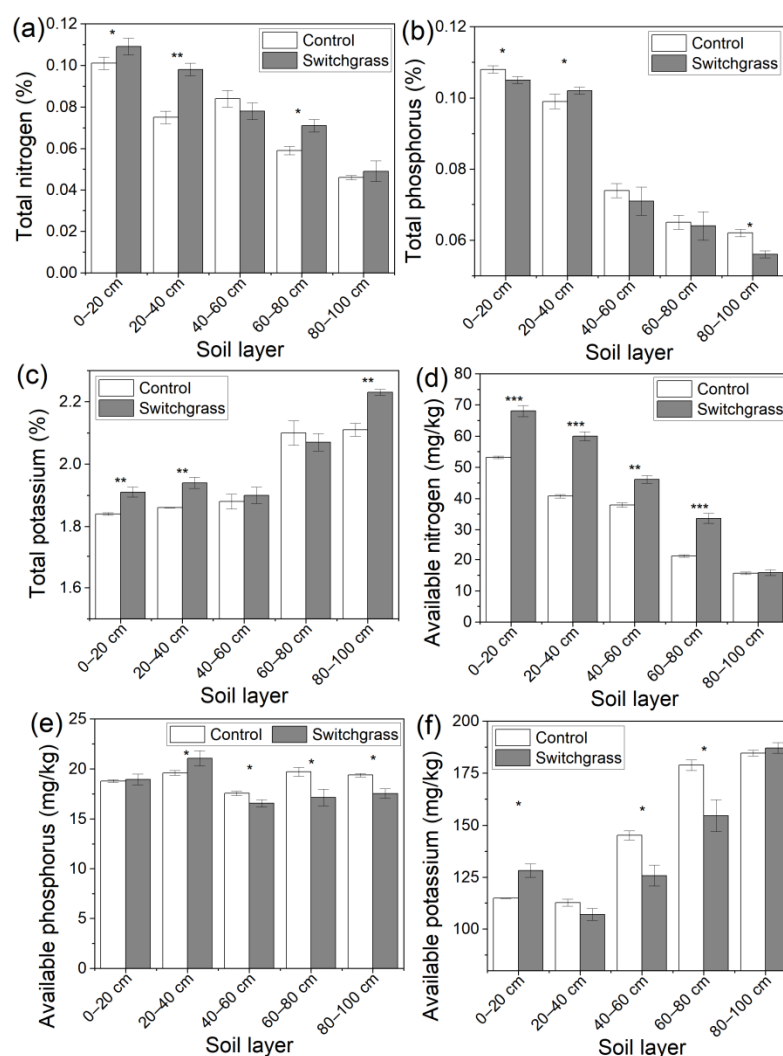 (a)
Control
Switchgrass
*
**
*
0.12
0.10
0.08
0.06
0.04
0.02
0.00
Total nitrogen (%)
0–20 cm
20–40 cm
40–60 cm
60–80 cm
80–100 cm
Soil layer
(b)
Control
Switchgrass
*
*
*
0.12
0.10
0.08
0.06
Total phosphorus (%)
0–20 cm
20–40 cm
40–60 cm
60–80 cm
80–100 cm
Soil layer
(c)
Control
Switchgrass
**
**
**
2.2
2.0
1.8
1.6
Total potassium (%)
0–20 cm
20–40 cm
40–60 cm
60–80 cm
80–100 cm
Soil layer
(d)
Control
Switchgrass
***
***
**
***
80
70
60
50
40
30
20
10
0
Available nitrogen (mg/kg)
0–20 cm
20–40 cm
40–60 cm
60–80 cm
80–100 cm
Soil layer
(e)
Control Switchgrass
*
*
*
*
25
20
15
10
5
0
Available phosphorus (mg/kg)
0–20 cm
20–40 cm
40–60 cm
60–80 cm
80–100 cm
Soil layer
(f)
Control
Switchgrass
*
*
*
200
175
150
125
100
Available potassium (mg/kg)
0–20 cm
20–40 cm
40–60 cm
60–80 cm
80–100 cm
Soil layer